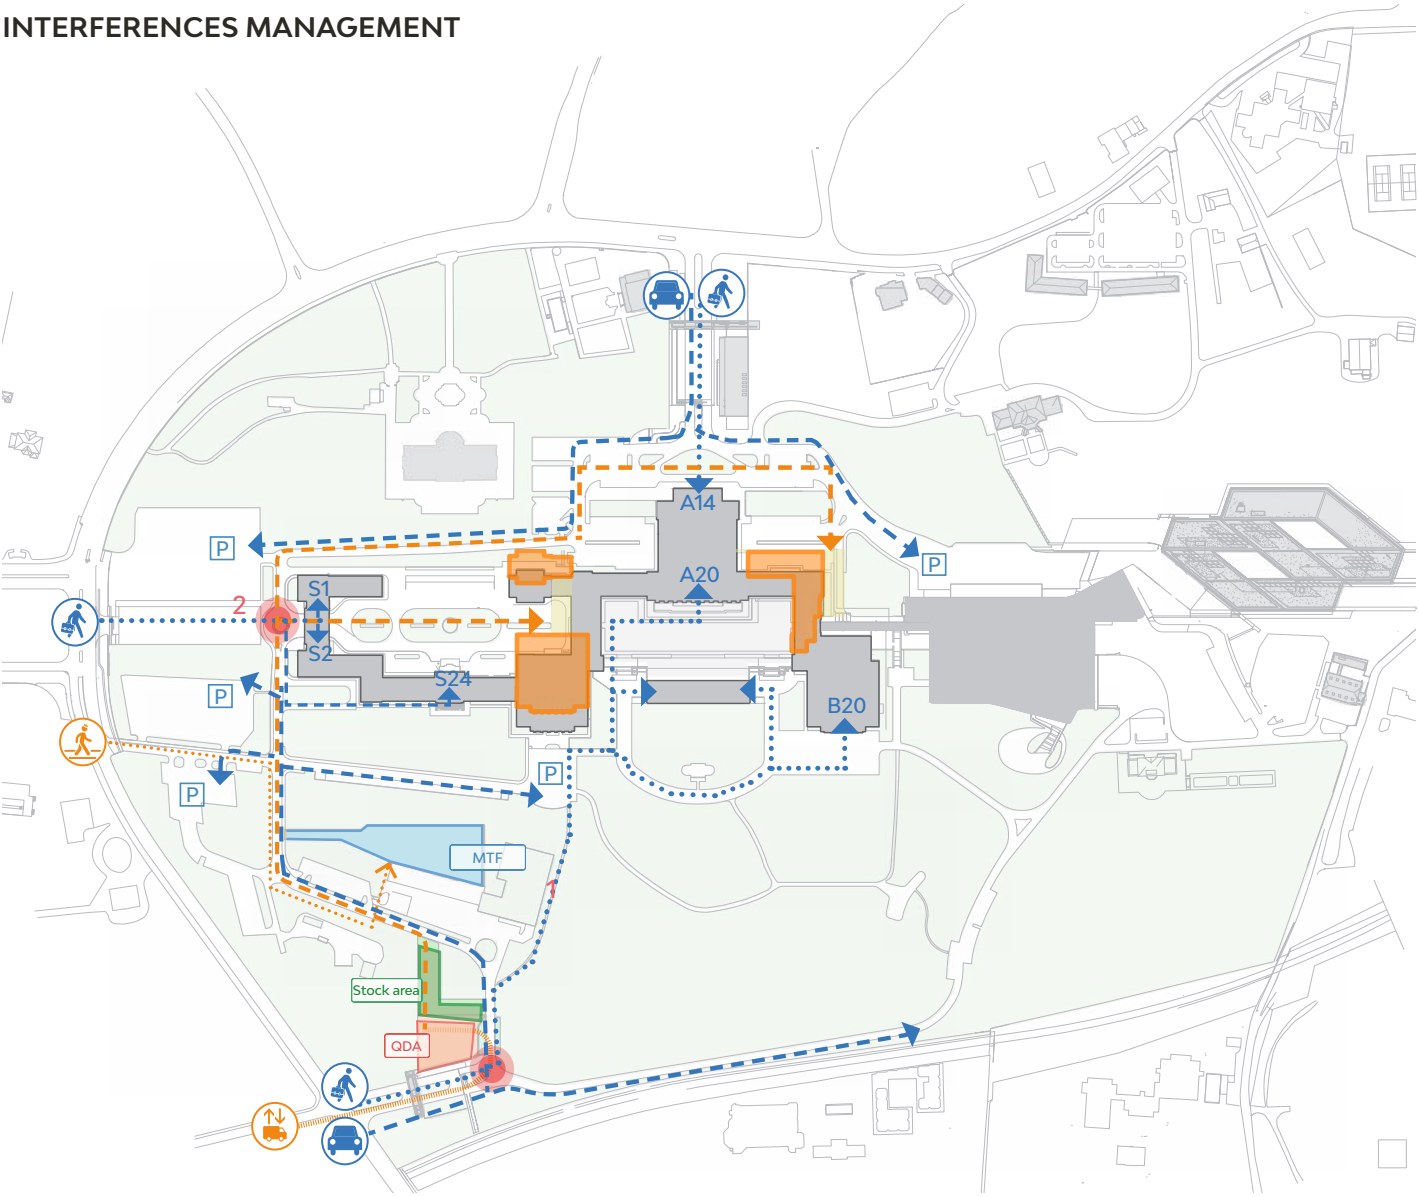 INTERFERENCES MANAGEMENT
A14
P
P
A20
S1
2
S2
S24
P
B20
P
P
MTF
1
Stock area
QDA